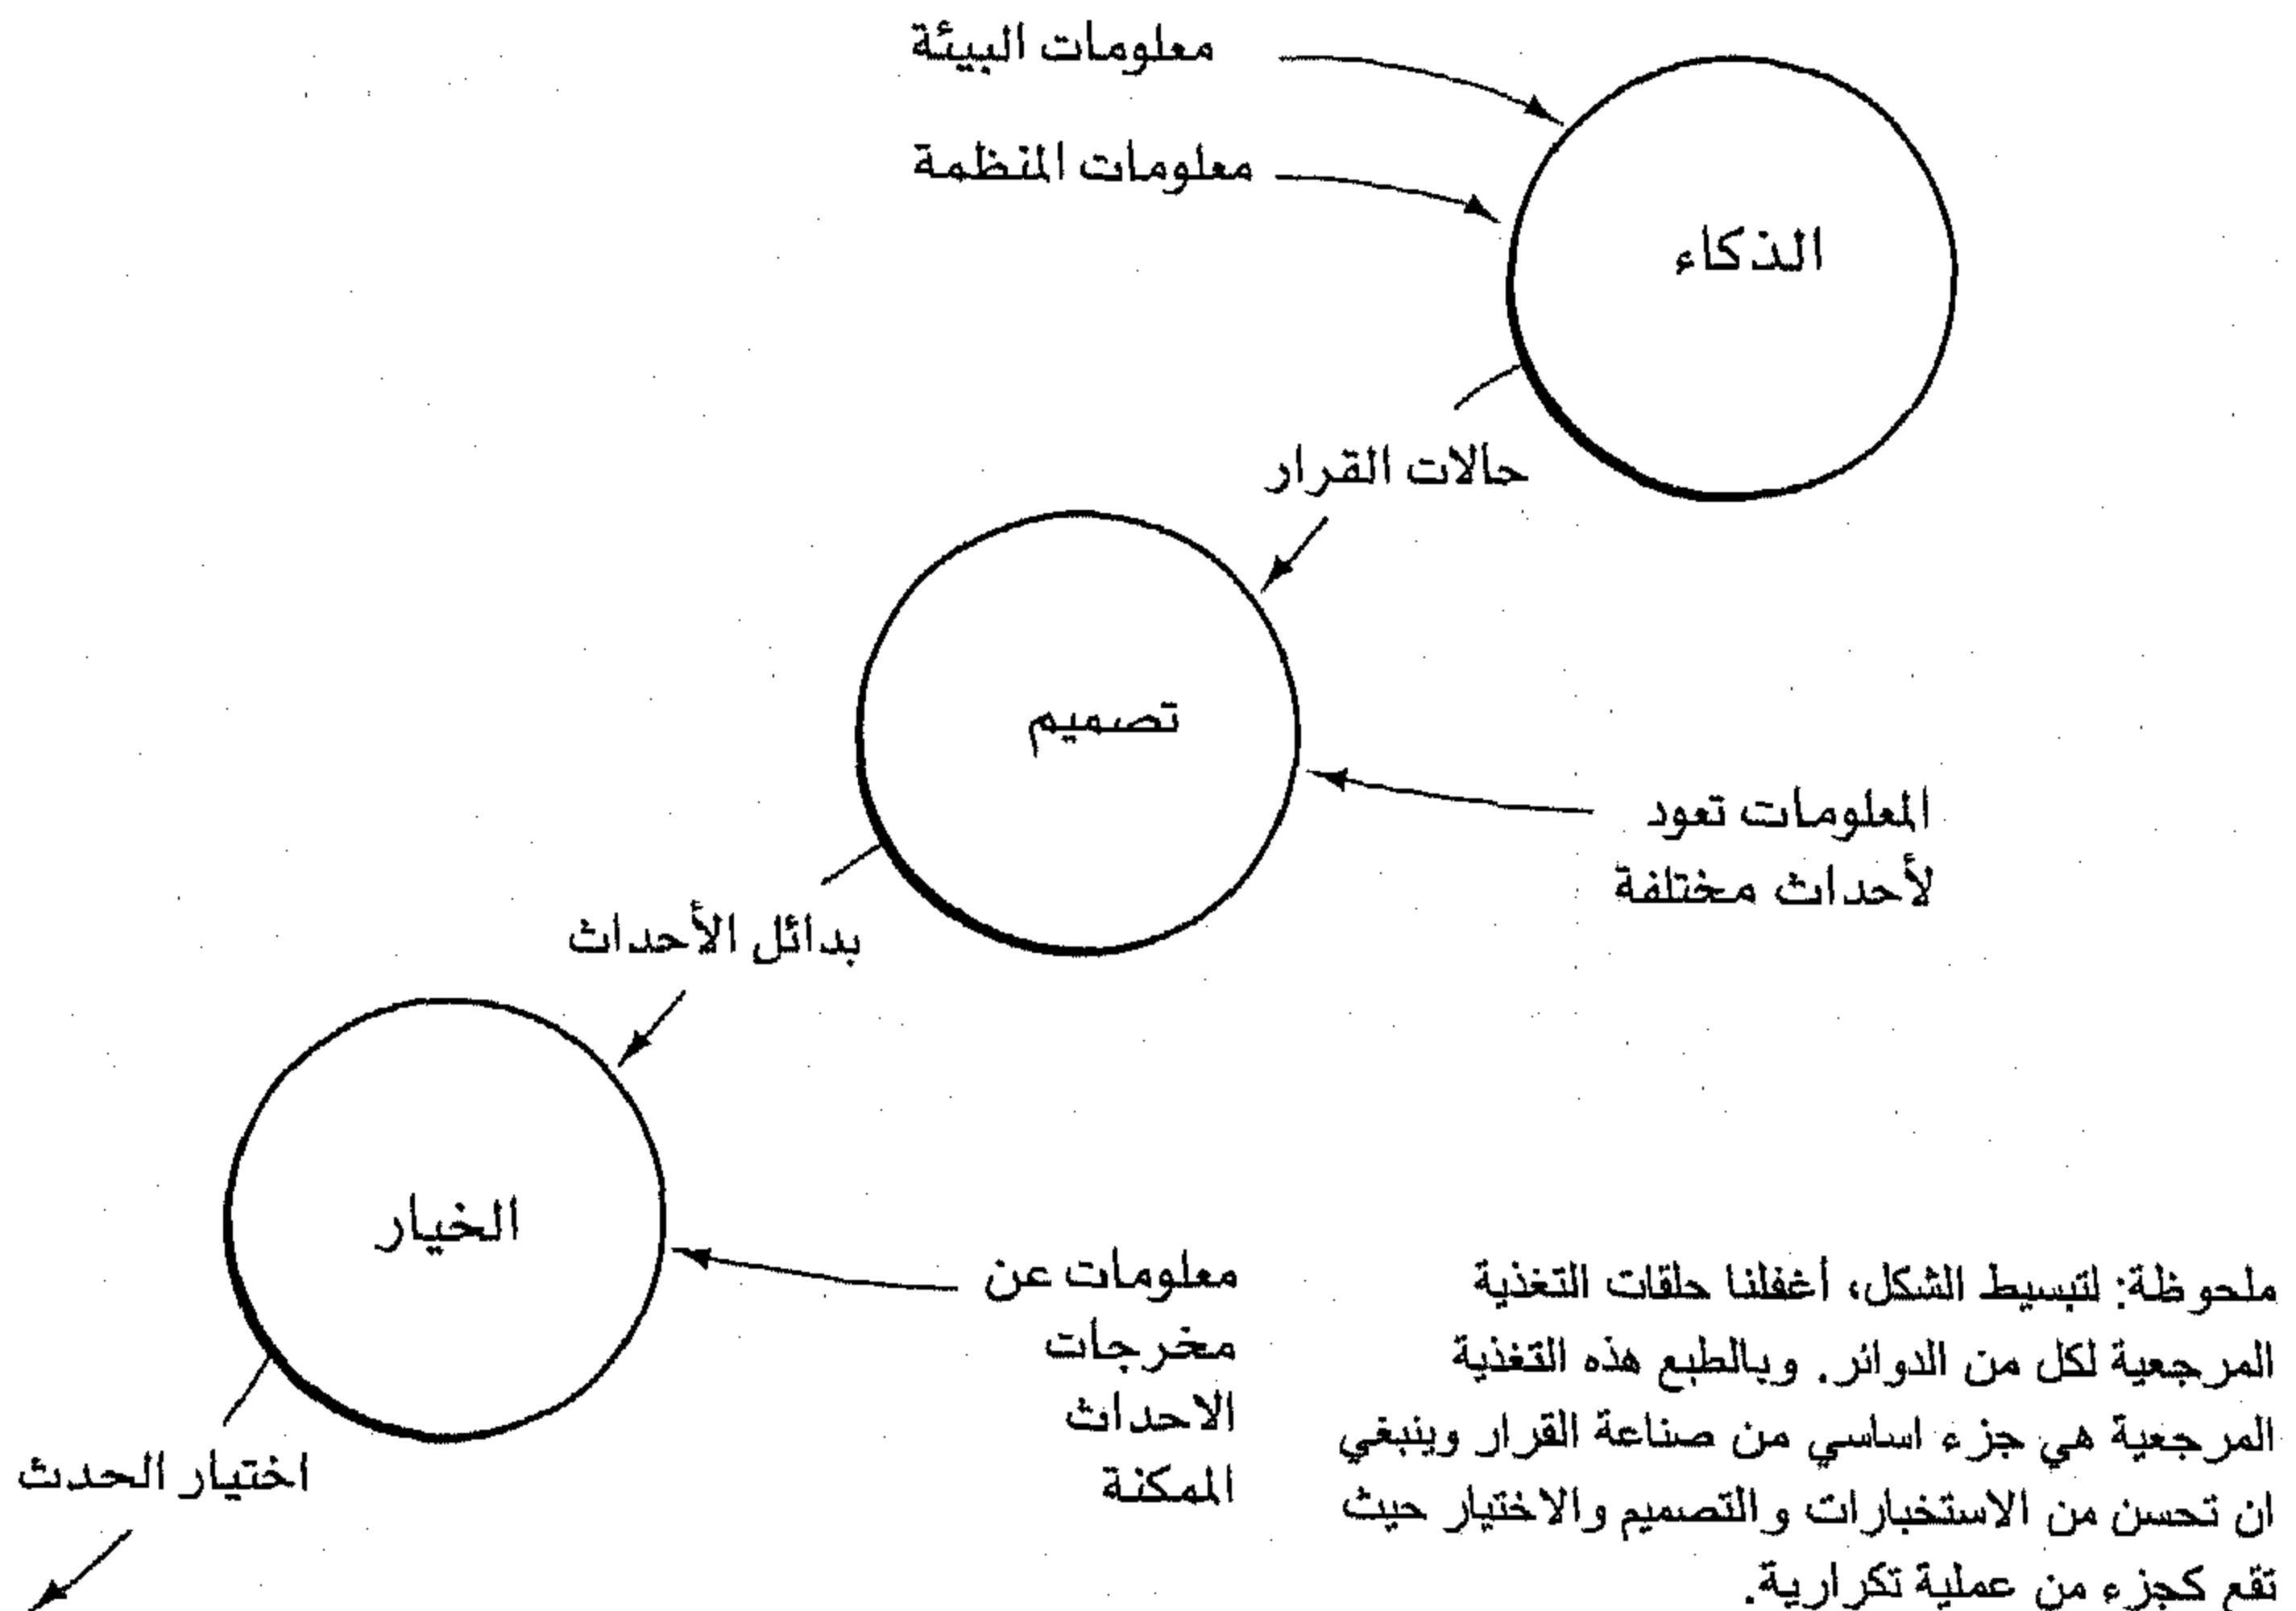 معلومات البيئة
معلومات المنظمة
الذكاء
حالات القرار
تصميم
المعلومات تعود
لأحداث مختلفة
بدائل الأحداث
الخيار
معلومات عن
مخرجات
الاحداث
الممكنة
اختيار الحدث
ملحوظة: لتبسيط الشكل، أغفلنا حلقات التغذية
المرجعية لكل من الدوائر. وبالطبع هذه التغذية
المرجعية هي جزء اساسي من صناعة القرار وينبغي
ان تحسن من الاستخبارات والتصميم والاختيار حيث
تقع كجزء من عملية تكرارية.